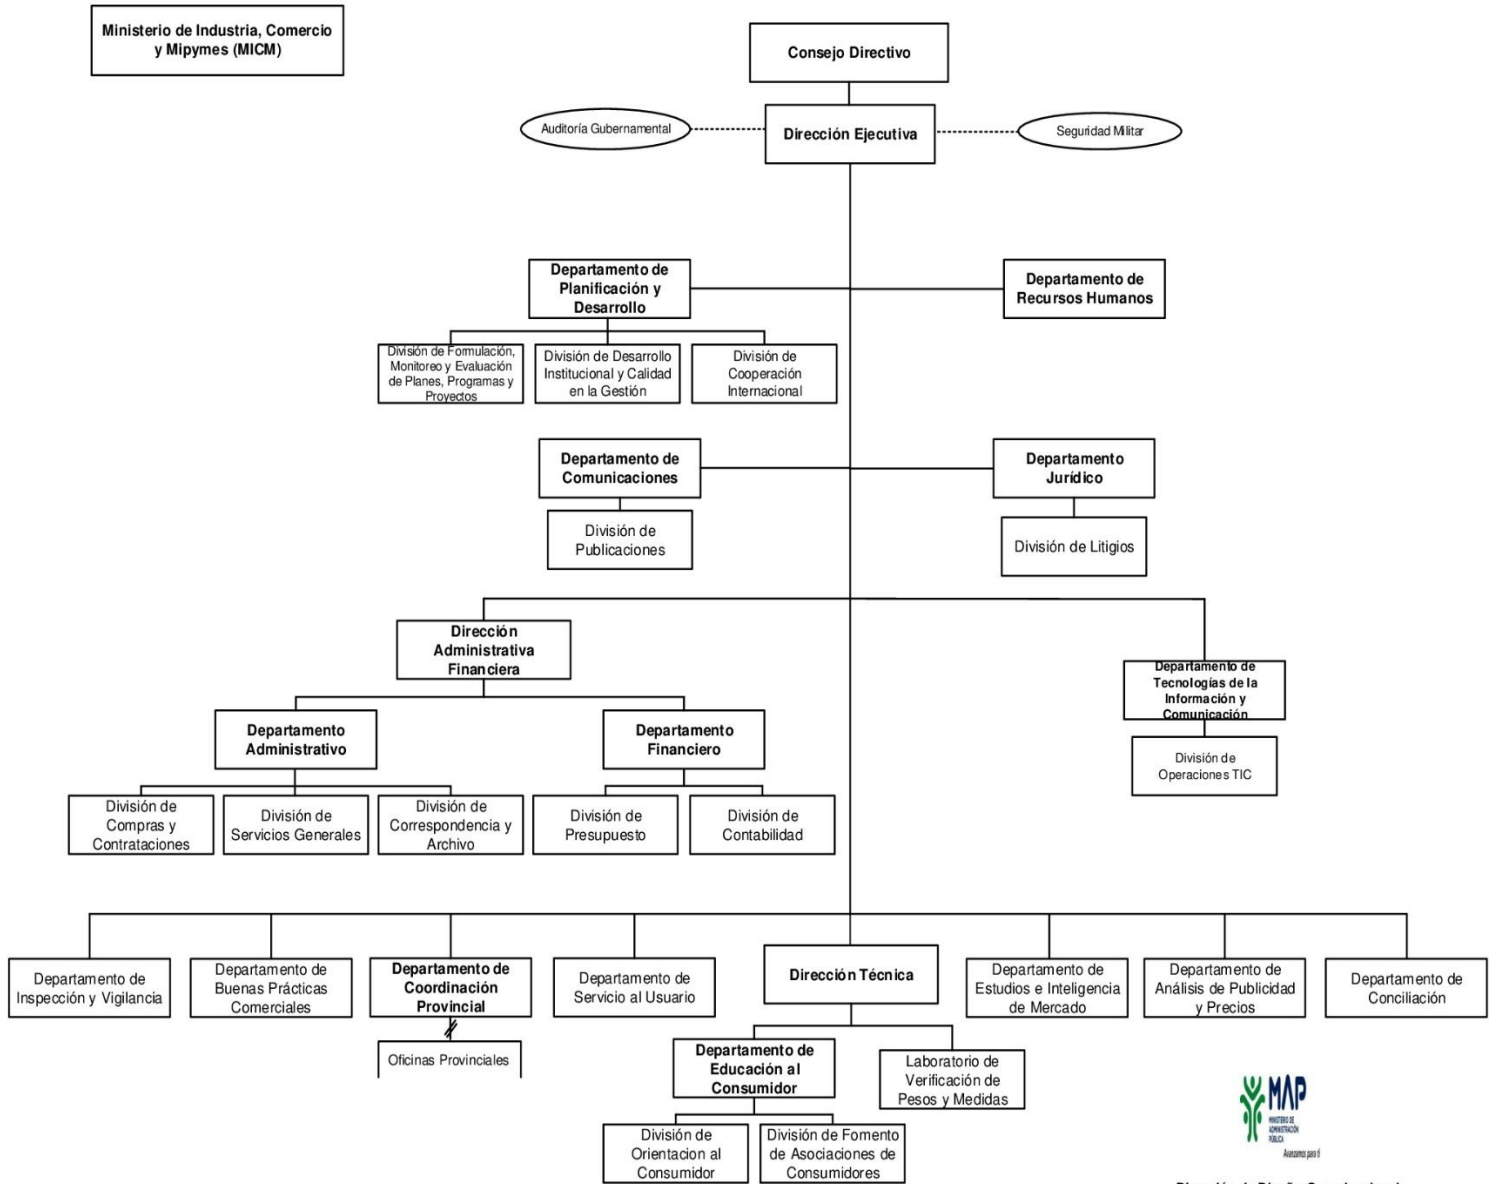 Ministerio de Industria, Comercio
y Mipymes (MICM)
Consejo Directivo
Auditoría Gubernamental
Dirección Ejecutiva
Seguridad Militar
Departamento de
Planificación y
Desarrollo
Departamento de
Recursos Humanos
División de Formulación,
Monitoreo y Evaluación
de Planes, Programas y
Proyectos
División de Desarrollo
Institucional y Calidad
en la Gestión
División de
Cooperación
Internacional
Departamento de
Comunicaciones
Departamento
Jurídico
División de
Publicaciones
División de Litigios
Dirección
Administrativa
Financiera
Departamento de
Tecnologías de la
Información y
Comunicación
Departamento
Administrativo
Departamento
Financiero
División de
Operaciones TIC
División de
Compras y
Contrataciones
División de
Servicios Generales
División de
Correspondencia y
Archivo
División de
Presupuesto
División de
Contabilidad
Departamento de
Inspección y Vigilancia
Departamento de
Buenas Prácticas
Comerciales
Departamento de
Coordinación
Provincial
Departamento de
Servicio al Usuario
Dirección Técnica
Departamento de
Estudios e Inteligencia
de Mercado
Departamento de
Análisis de Publicidad
y Precios
Departamento de
Conciliación
Oficinas Provinciales
Departamento de
Educación al
Consumidor
Laboratorio de
Verificación de
Pesos y Medidas
División de
Orientacion al
Consumidor
División de Fomento
de Asociaciones de
Consumidores
MAP
MINISTERIO DE
ADMINISTRACIÓN
PÚBLICA
Avanzamos para ti